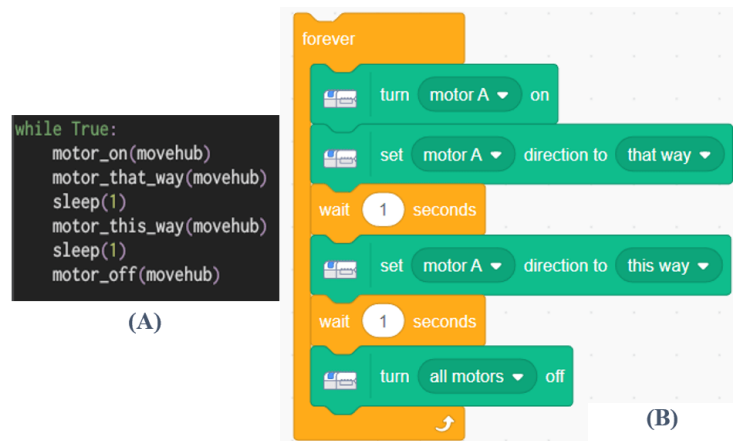 while True:
motor_on(movehub)
motor_that_way(movehub)
sleep(1)
motor_this_way(movehub)
sleep(1)
motor_off(movehub)
(A)
forever
turn motor A on
set motor A direction to that way
wait 1 seconds
set motor A direction to this way
wait 1 seconds
turn all motors off
(B)